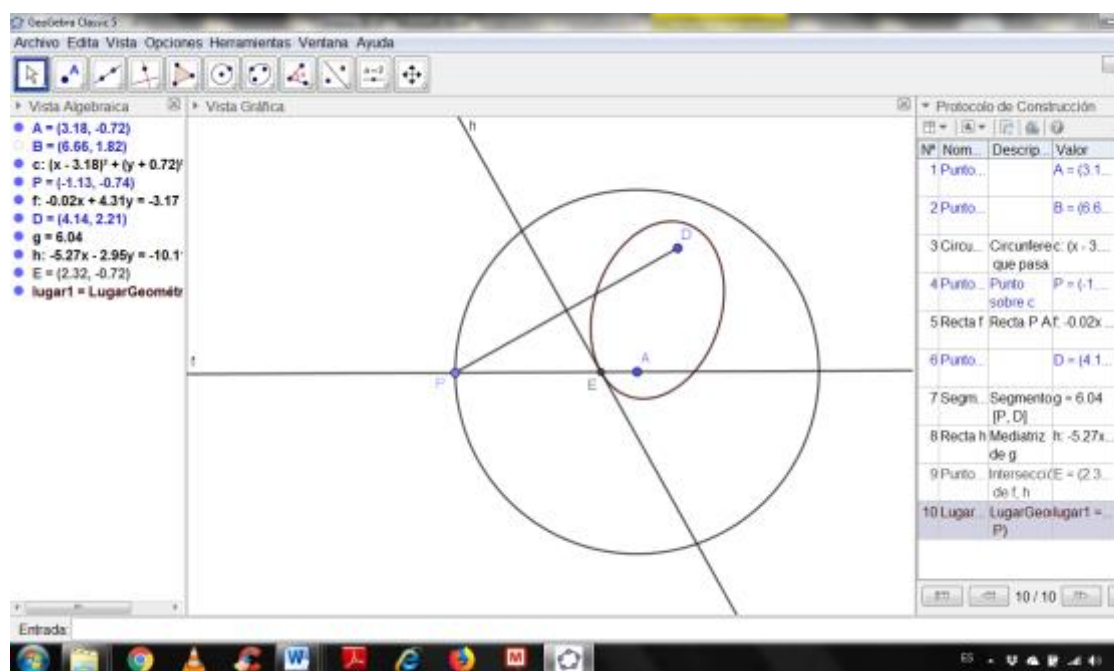 GeoGebra Classic 5
Archivo Edita Vista Opciones Herramientas Ventana Ayuda
Vista Algebraica
Vista Gráfica
Protocolo de Construcción
A = (3.18, -0.72)
B = (6.66, 1.82)
c: (x - 3.18)² + (y + 0.72)²
P = (-1.13, -0.74)
f: -0.02x + 4.31y = -3.17
D = (4.14, 2.21)
g = 6.04
h: -5.27x - 2.95y = -10.1
E = (2.32, -0.72)
lugar1 = LugarGeométr
h
D
f
P
E
A
Nº Nom... Descrip... Valor
1 Punto... A = (3.1...
2 Punto... B = (6.6...
3 Circu... Circunfere c: (x - 3...
que pasa
4 Punto... Punto P = (-1....
sobre c
5 Recta f Recta P A f: -0.02x...
6 Punto... D = (4.1...
7 Segm... Segmento g = 6.04
[P, D]
8 Recta h Mediatriz h: -5.27x...
de g
9 Punto... Intersecci E = (2.3...
de f, h
10 Lugar... LugarGeo lugar1 = ...
P)
10 / 10
Entrada:
ES